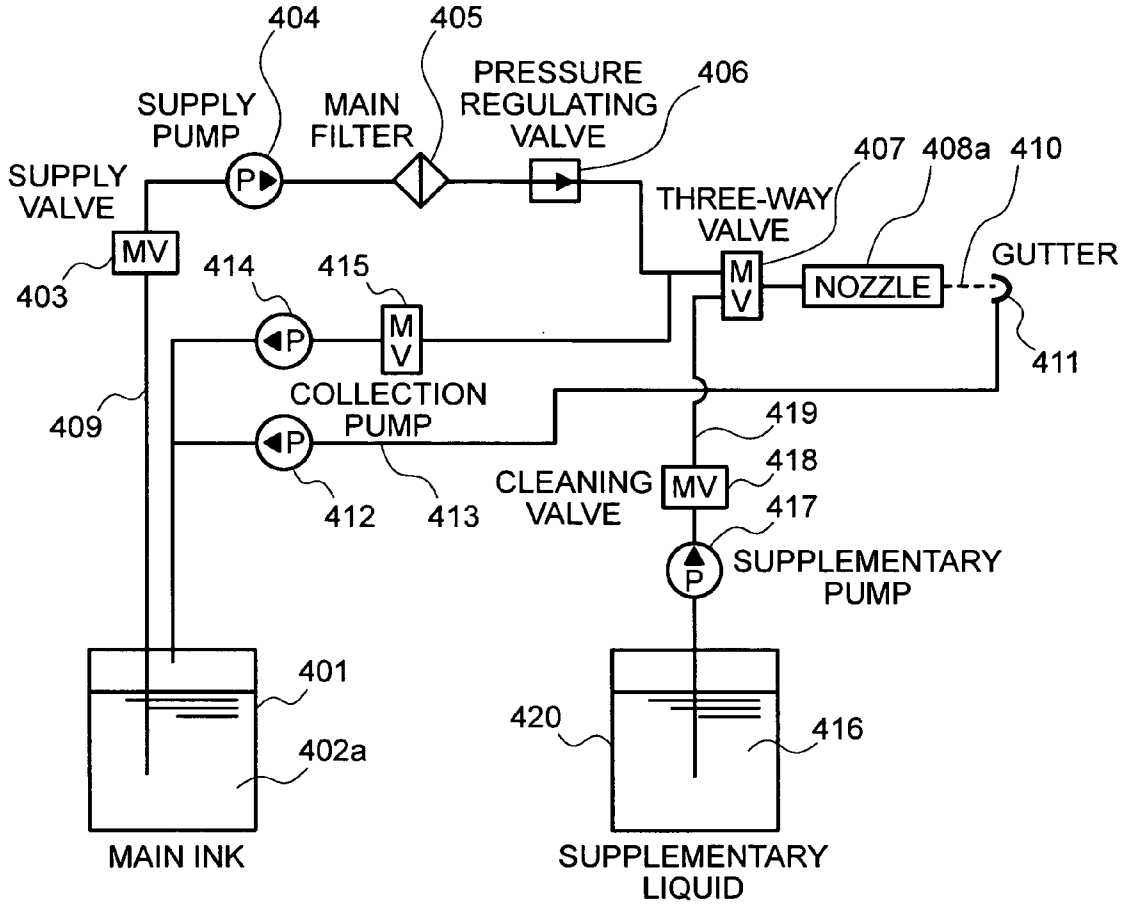 404
405
PRESSURE
REGULATING
VALVE
406
SUPPLY
PUMP
MAIN
FILTER
407
408a
410
SUPPLY
VALVE
P
THREE-WAY
VALVE
GUTTER
MV
403
414
415
M
V
NOZZLE
P
M
V
411
COLLECTION
PUMP
409
P
419
412
413
CLEANING
VALVE
MV
418
417
P
SUPPLEMENTARY
PUMP
401
402a
420
416
MAIN INK
SUPPLEMENTARY
LIQUID